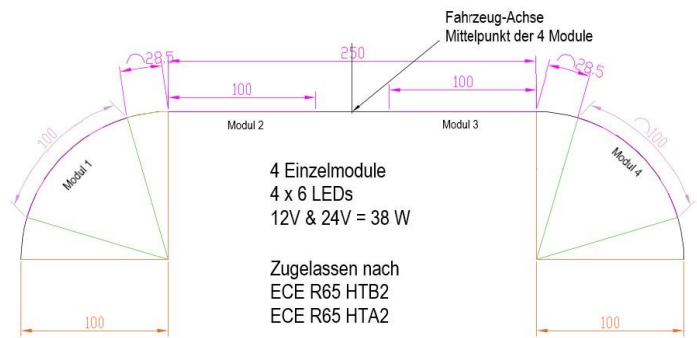 Fahrzeug-Achse
Mittelpunkt der 4 Module
28.5
250
28.5
100
100
100
100
Modul 1
Modul 2
Modul 3
Modul 4
4 Einzelmodule
4 x 6 LEDs
12V & 24V = 38 W
Zugelassen nach
ECE R65 HTB2
ECE R65 HTA2
100
100